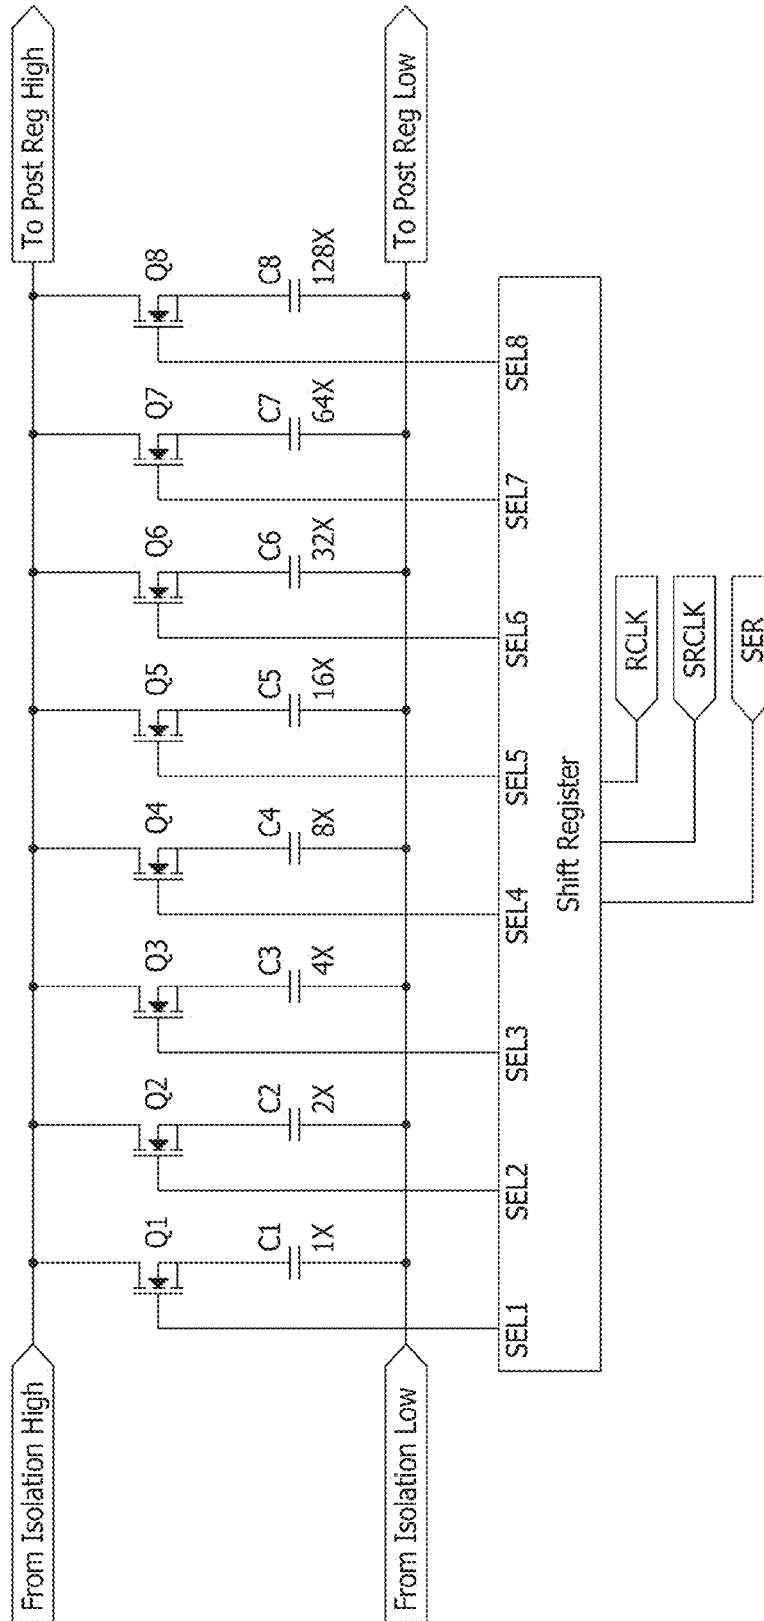 From Isolation High
To Post Reg High
Q1
Q2
Q3
Q4
Q5
Q6
Q7
Q8
C1
C2
C3
C4
C5
C6
C7
C8
1X
2X
4X
8X
16X
32X
64X
128X
From Isolation Low
To Post Reg Low
SEL1
SEL2
SEL3
SEL4
SEL5
SEL6
SEL7
SEL8
Shift Register
RCLK
SRCLK
SER